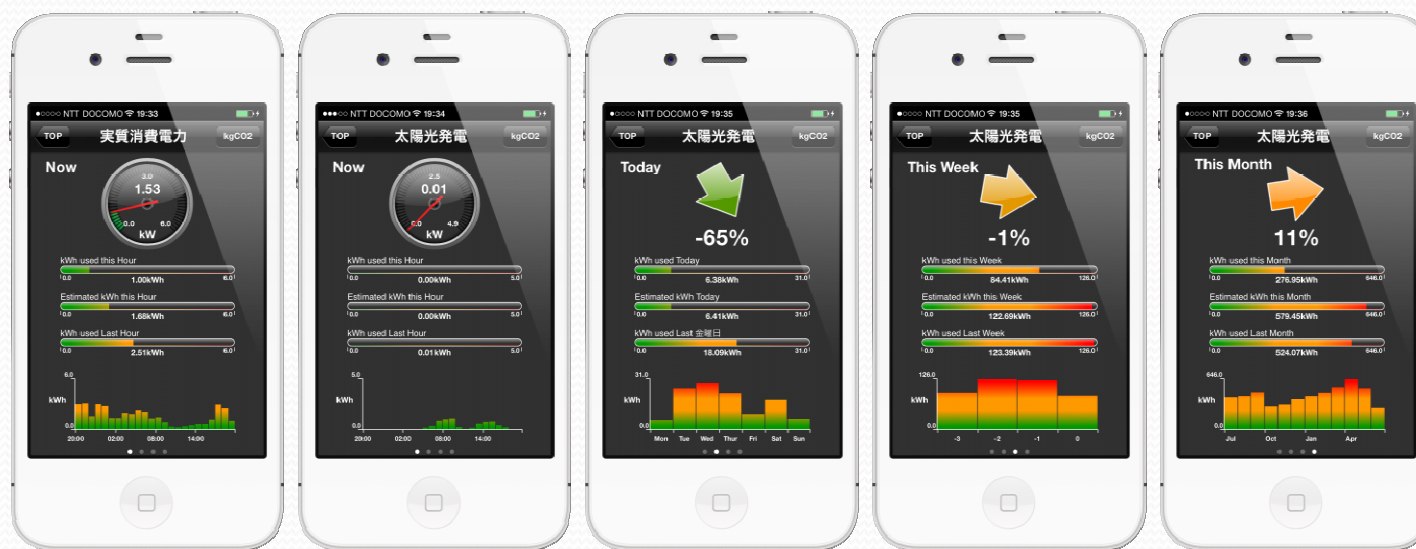 NTT DOCOMO 19:33
TOP 実質消費電力 kgCO2
Now
3.0
1.53
0.0 6.0
kW
kWh used this Hour
0.0 1.00kWh 6.0
Estimated kWh this Hour
0.0 1.68kWh 6.0
kWh used Last Hour
0.0 2.51kWh 6.0
6.0
kWh
0.0
20:00 02:00 08:00 14:00
NTT DOCOMO 19:34
TOP 太陽光発電 kgCO2
Now
2.5
0.01
0.0 4.9
kW
kWh used this Hour
0.0 0.00kWh 5.0
Estimated kWh this Hour
0.0 0.00kWh 5.0
kWh used Last Hour
0.0 0.01kWh 5.0
5.0
kWh
0.0
20:00 02:00 08:00 14:00
NTT DOCOMO 19:35
TOP 太陽光発電 kgCO2
Today
-65%
kWh used Today
0.0 6.38kWh 31.0
Estimated kWh Today
0.0 6.41kWh 31.0
kWh used Last 金曜日
0.0 18.09kWh 31.0
31.0
kWh
0.0
Mon Tue Wed Thur Fri Sat Sun
NTT DOCOMO 19:35
TOP 太陽光発電 kgCO2
This Week
-1%
kWh used this Week
0.0 84.41kWh 126.0
Estimated kWh this Week
0.0 122.69kWh 126.0
kWh used Last Week
0.0 123.39kWh 126.0
126.0
kWh
0.0
-3 -2 -1 0
NTT DOCOMO 19:36
TOP 太陽光発電 kgCO2
This Month
11%
kWh used this Month
0.0 276.95kWh 646.0
Estimated kWh this Month
0.0 579.45kWh 646.0
kWh used Last Month
0.0 524.07kWh 646.0
646.0
kWh
0.0
Jul Oct Jan Apr